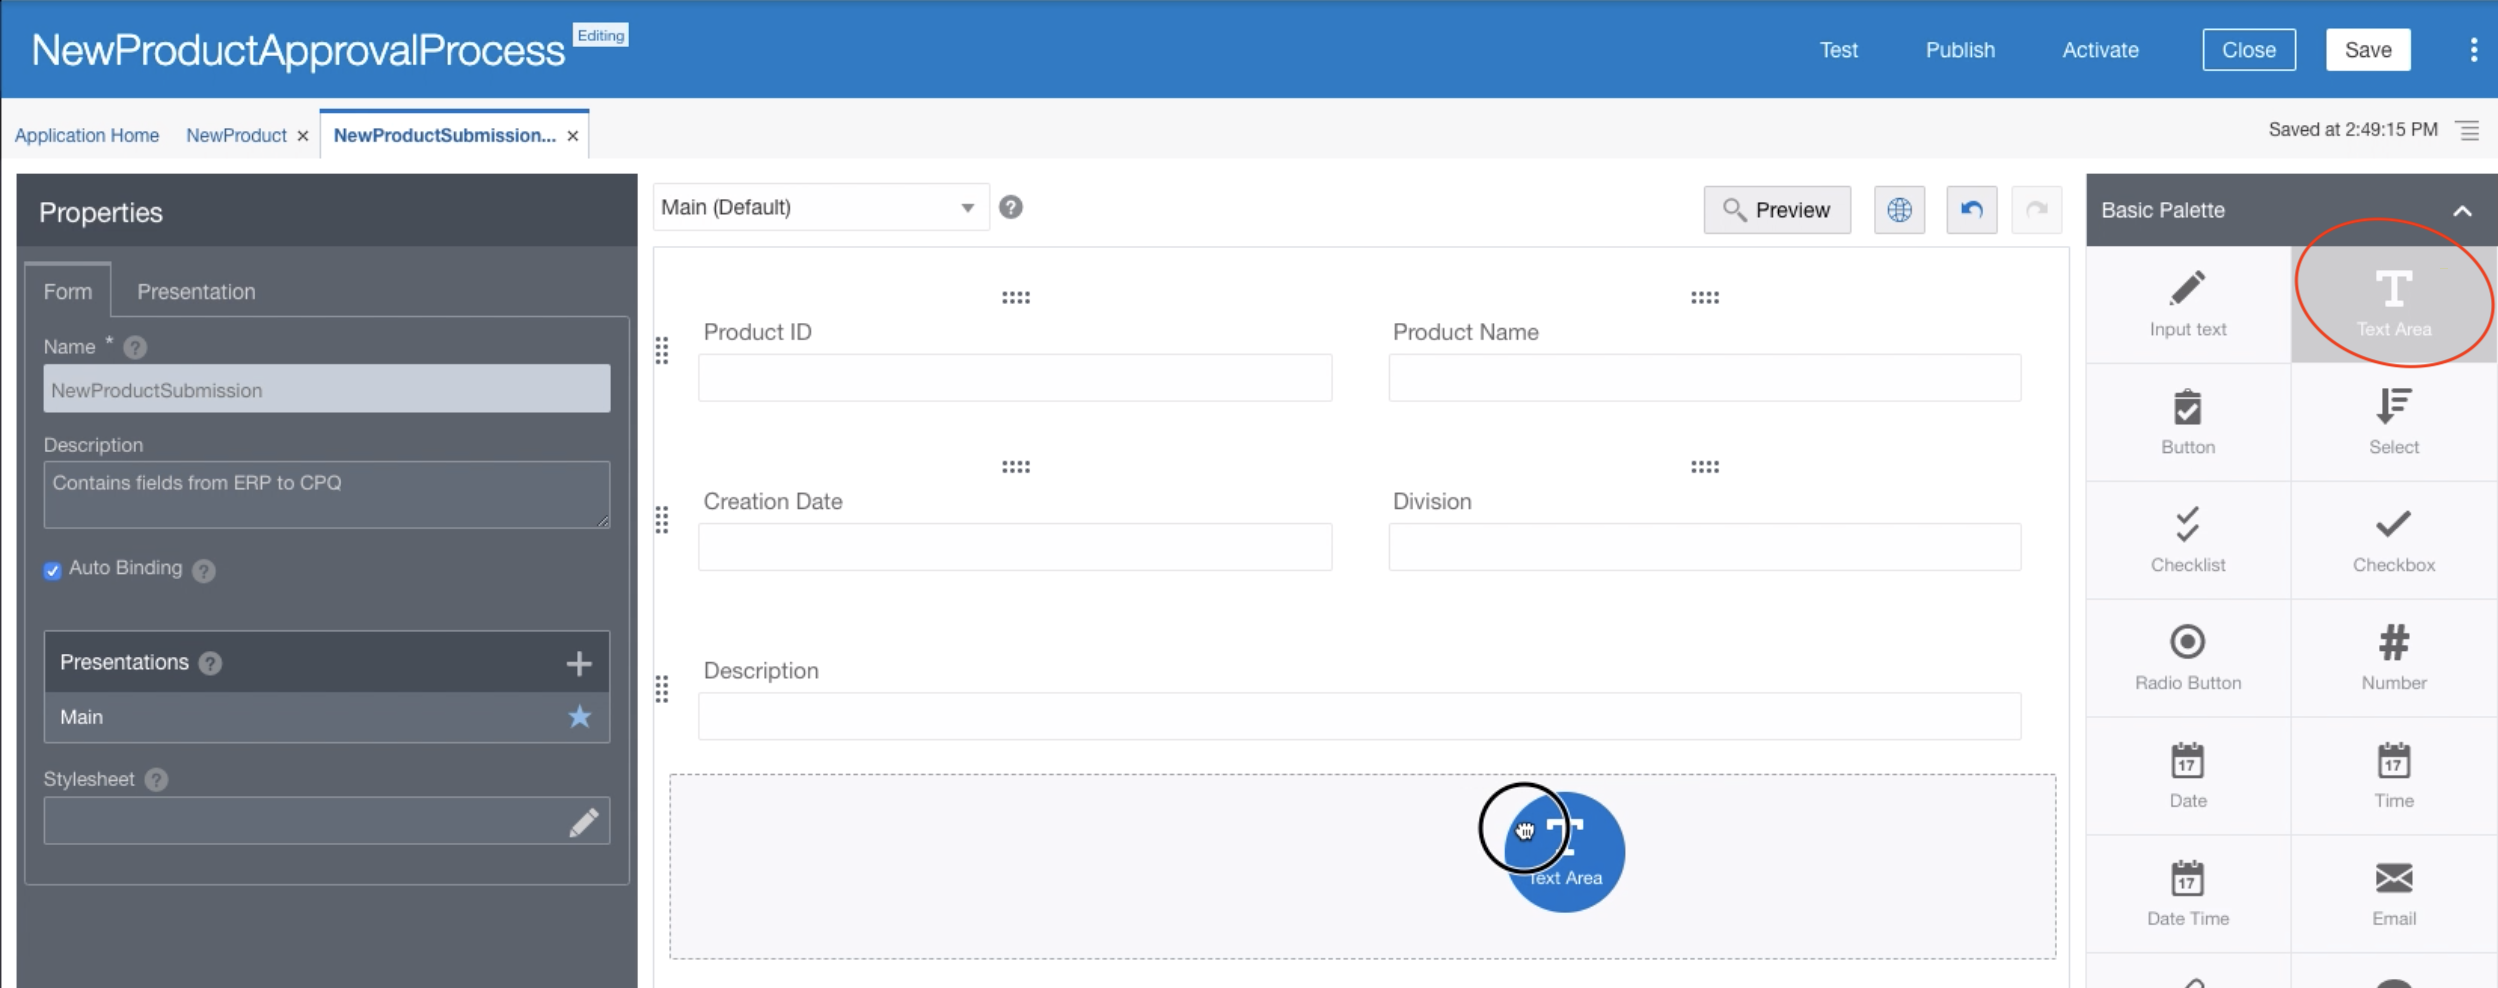 NewProductApprovalProcess Editing
Test Publish Activate Close Save
Application Home NewProduct × NewProductSubmission... ×
Saved at 2:49:15 PM
Properties
Form Presentation
Name * ?
NewProductSubmission
Description
Contains fields from ERP to CPQ
Auto Binding ?
Presentations ? +
Main
Stylesheet ?
Main (Default) ?
Preview
Product ID Product Name
Creation Date Division
Description
Text Area
Basic Palette
Input text Text Area
Button Select
Checklist Checkbox
Radio Button Number
17 17
Date Time
17
Date Time Email